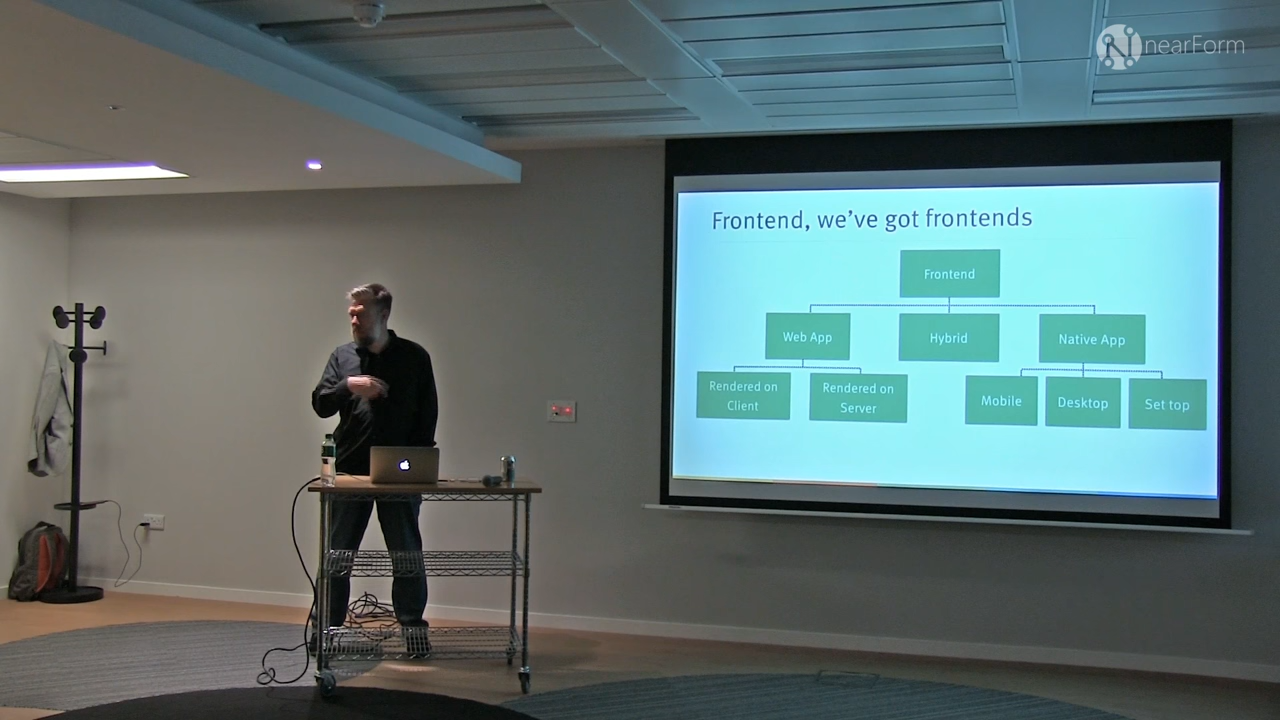 nearForm
Frontend, we've got frontends
Frontend
Web App
Hybrid
Native App
Rendered on
Client
Rendered on
Server
Mobile
Desktop
Set top